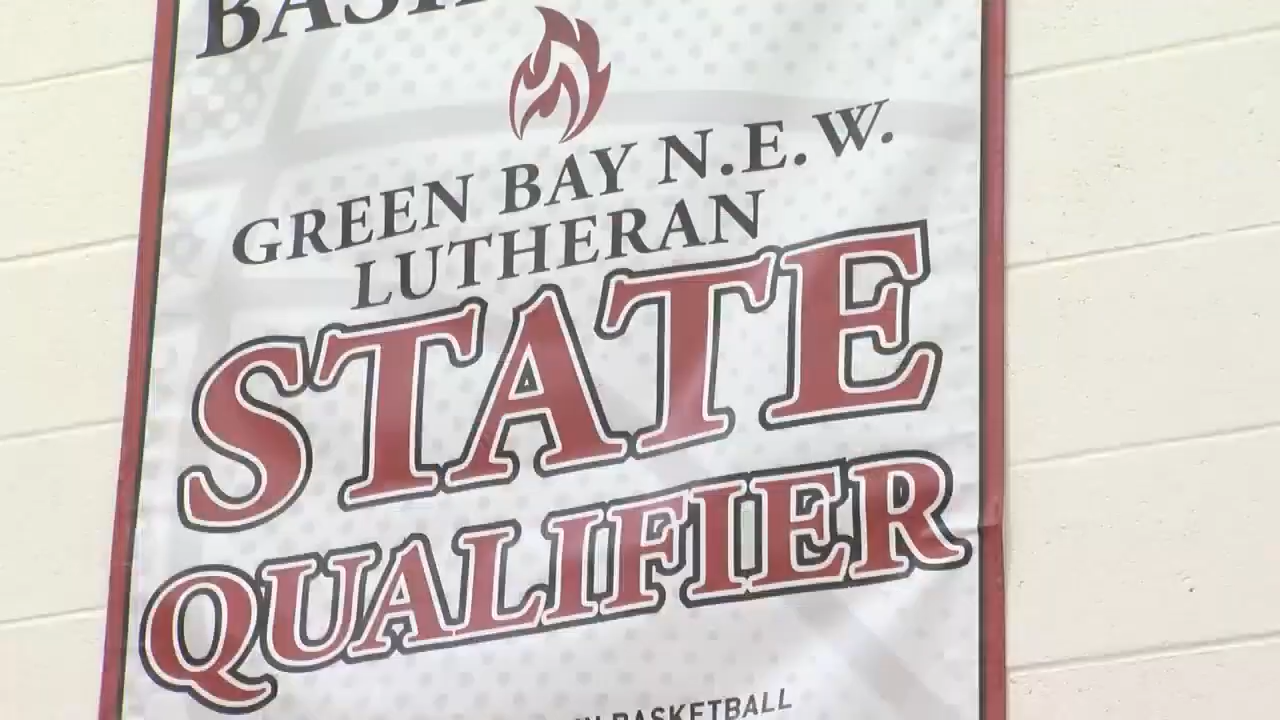 GREEN BAY N.E.W.
LUTHERAN
STATE
QUALIFIER
BASKETBALL